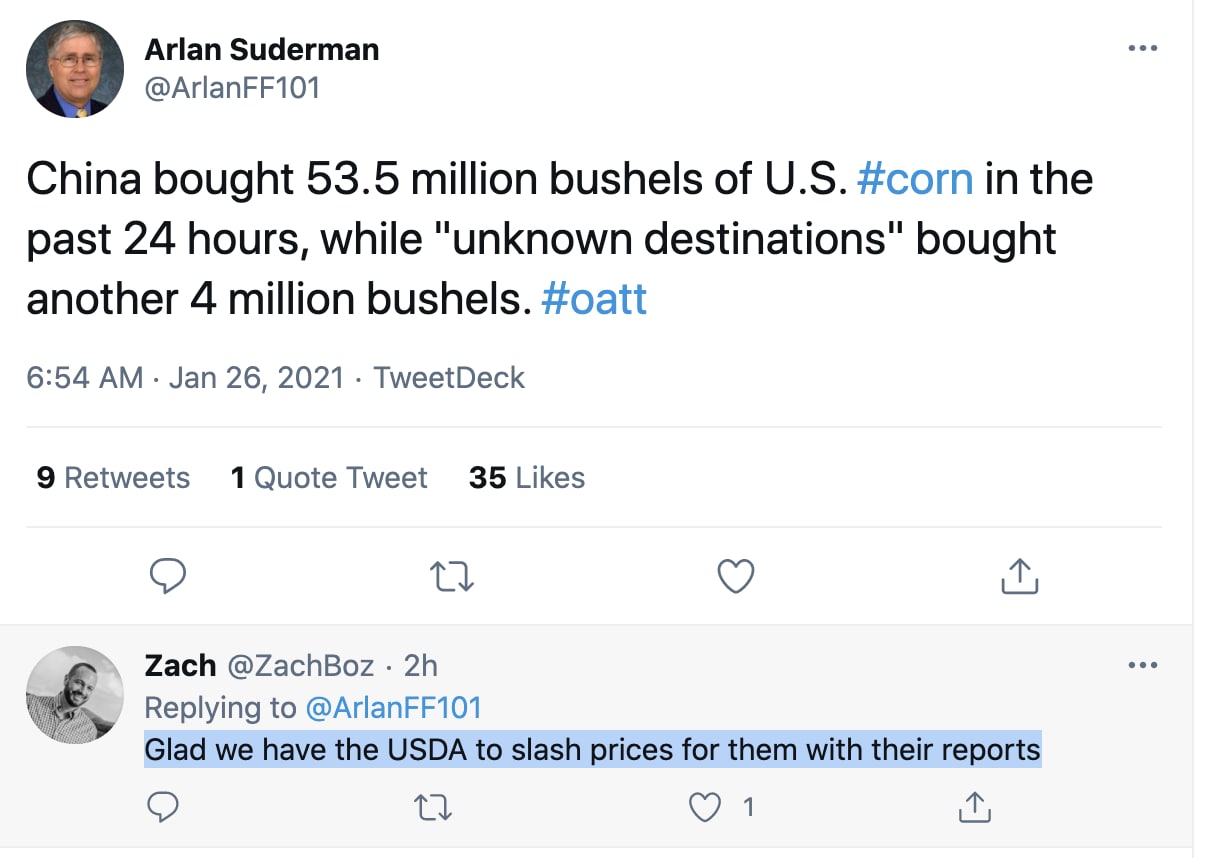 Arlan Suderman
@ArlanFF101
China bought 53.5 million bushels of U.S. #corn in the
past 24 hours, while "unknown destinations" bought
another 4 million bushels. #oatt
6:54 AM · Jan 26, 2021 · TweetDeck
9 Retweets 1 Quote Tweet 35 Likes
Zach @ZachBoz · 2h
Replying to @ArlanFF101
Glad we have the USDA to slash prices for them with their reports
1